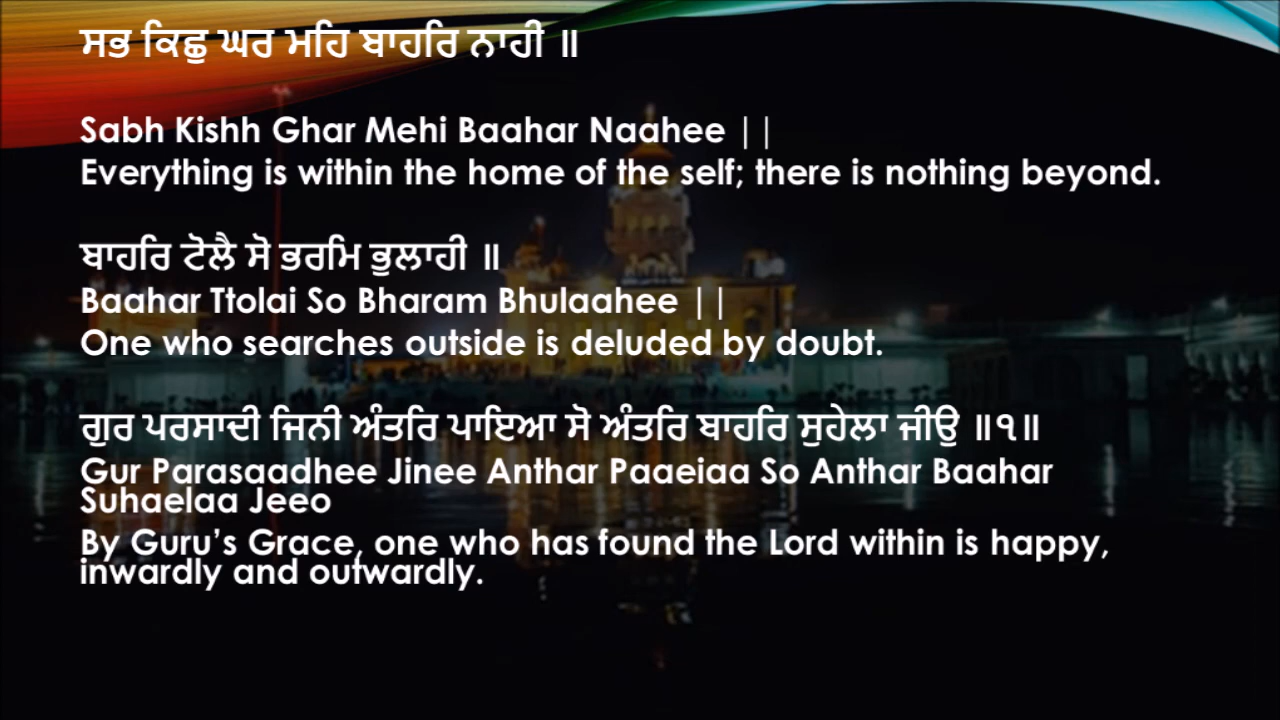 ਸਭ ਕਿਛੁ ਘਰ ਮਹਿ ਬਾਹਰਿ ਨਾਹੀ ॥
Sabh Kishh Ghar Mehi Baahar Naahee ||
Everything is within the home of the self; there is nothing beyond.
ਬਾਹਰਿ ਟੋਲੈ ਸੋ ਭਰਮਿ ਭੁਲਾਹੀ ॥
Baahar Ttolai So Bharam Bhulaahee ||
One who searches outside is deluded by doubt.
ਗੁਰ ਪਰਸਾਦੀ ਜਿਨੀ ਅੰਤਰਿ ਪਾਇਆ ਸੋ ਅੰਤਰਿ ਬਾਹਰਿ ਸੁਹੇਲਾ ਜੀਉ ॥੧॥
Gur Parasaadhee Jinee Anthar Paaeiaa So Anthar Baahar
Suhaelaa Jeeo
By Guru’s Grace, one who has found the Lord within is happy,
inwardly and outwardly.